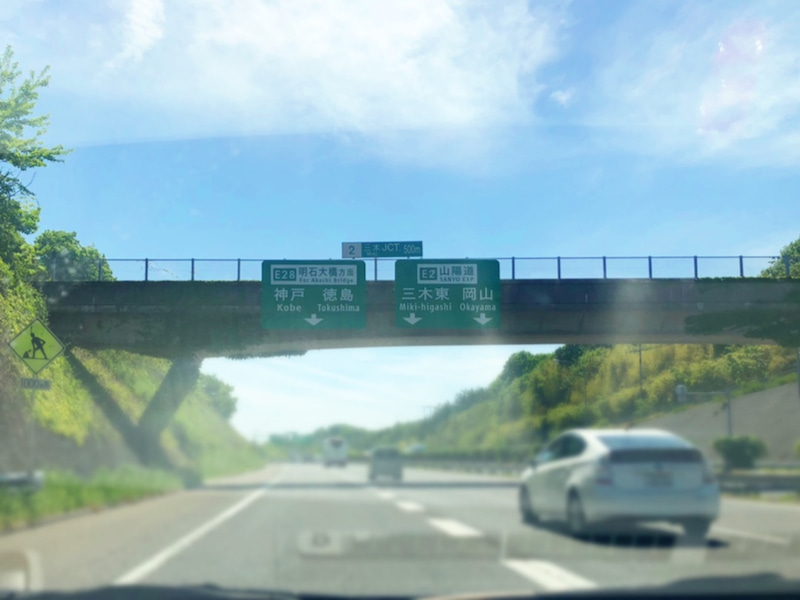 2 三木JCT. 500m
E28 明石大橋方面
For Akashi Bridge
神戸 徳島
Kobe Tokushima
E2 山陽道
SANYO EXP.
三木東 岡山
Miki-higashi Okayama